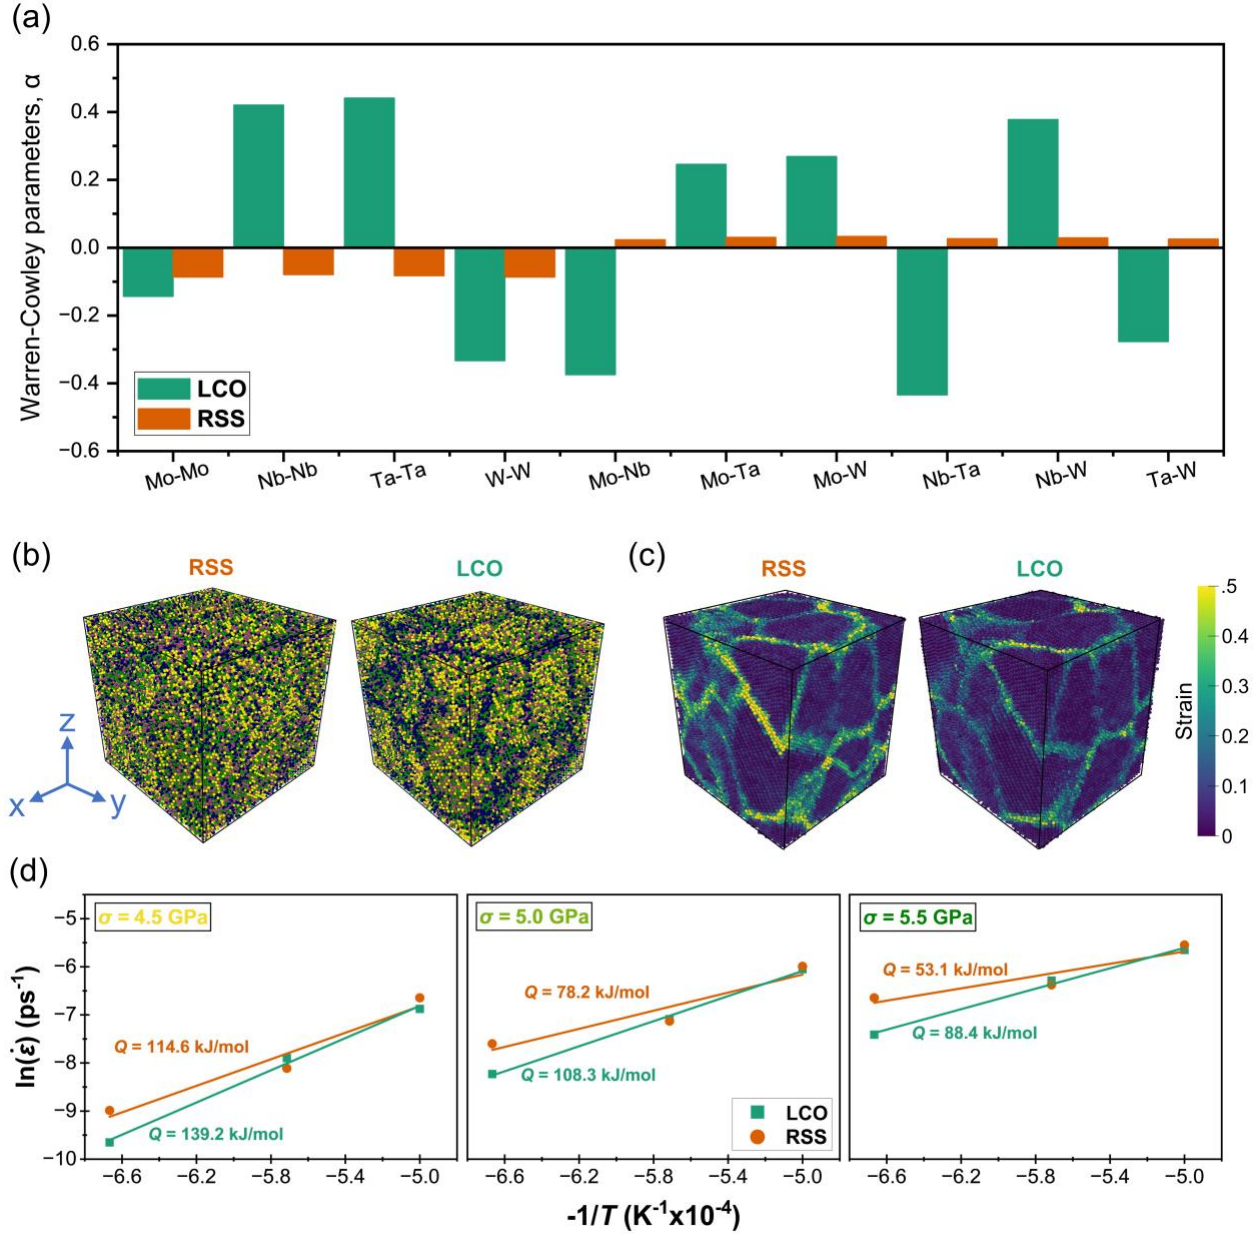 (a)
Warren-Cowley parameters, α
0.6
0.4
0.2
0.0
−0.2
−0.4
−0.6
LCO
RSS
Mo-Mo Nb-Nb Ta-Ta W-W Mo-Nb Mo-Ta Mo-W Nb-Ta Nb-W Ta-W
(b)
RSS LCO
z
x y
(c)
RSS LCO
.5
0.4
0.3
0.2
0.1
0
Strain
(d)
ln(ε̇) (ps⁻¹)
−5
−6
−7
−8
−9
−10
σ = 4.5 GPa
Q = 114.6 kJ/mol
Q = 139.2 kJ/mol
−6.6 −6.2 −5.8 −5.4 −5.0
σ = 5.0 GPa
Q = 78.2 kJ/mol
Q = 108.3 kJ/mol
LCO
RSS
−6.6 −6.2 −5.8 −5.4 −5.0
σ = 5.5 GPa
Q = 53.1 kJ/mol
Q = 88.4 kJ/mol
−6.6 −6.2 −5.8 −5.4 −5.0
-1/T (K⁻¹x10⁻⁴)